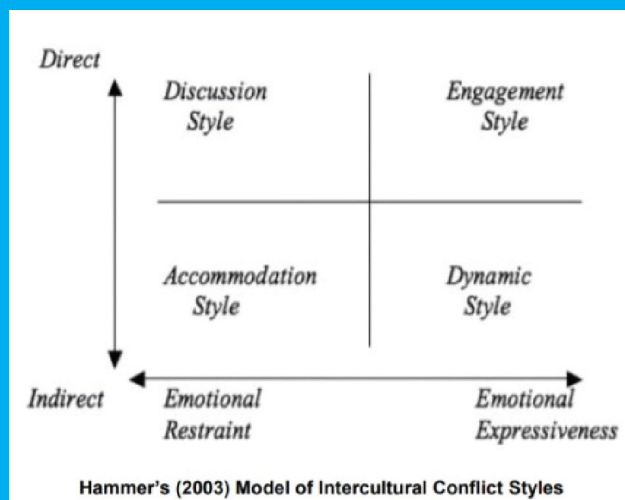 Direct
Discussion
Style
Engagement
Style
Accommodation
Style
Dynamic
Style
Indirect
Emotional
Restraint
Emotional
Expressiveness
Hammer's (2003) Model of Intercultural Conflict Styles